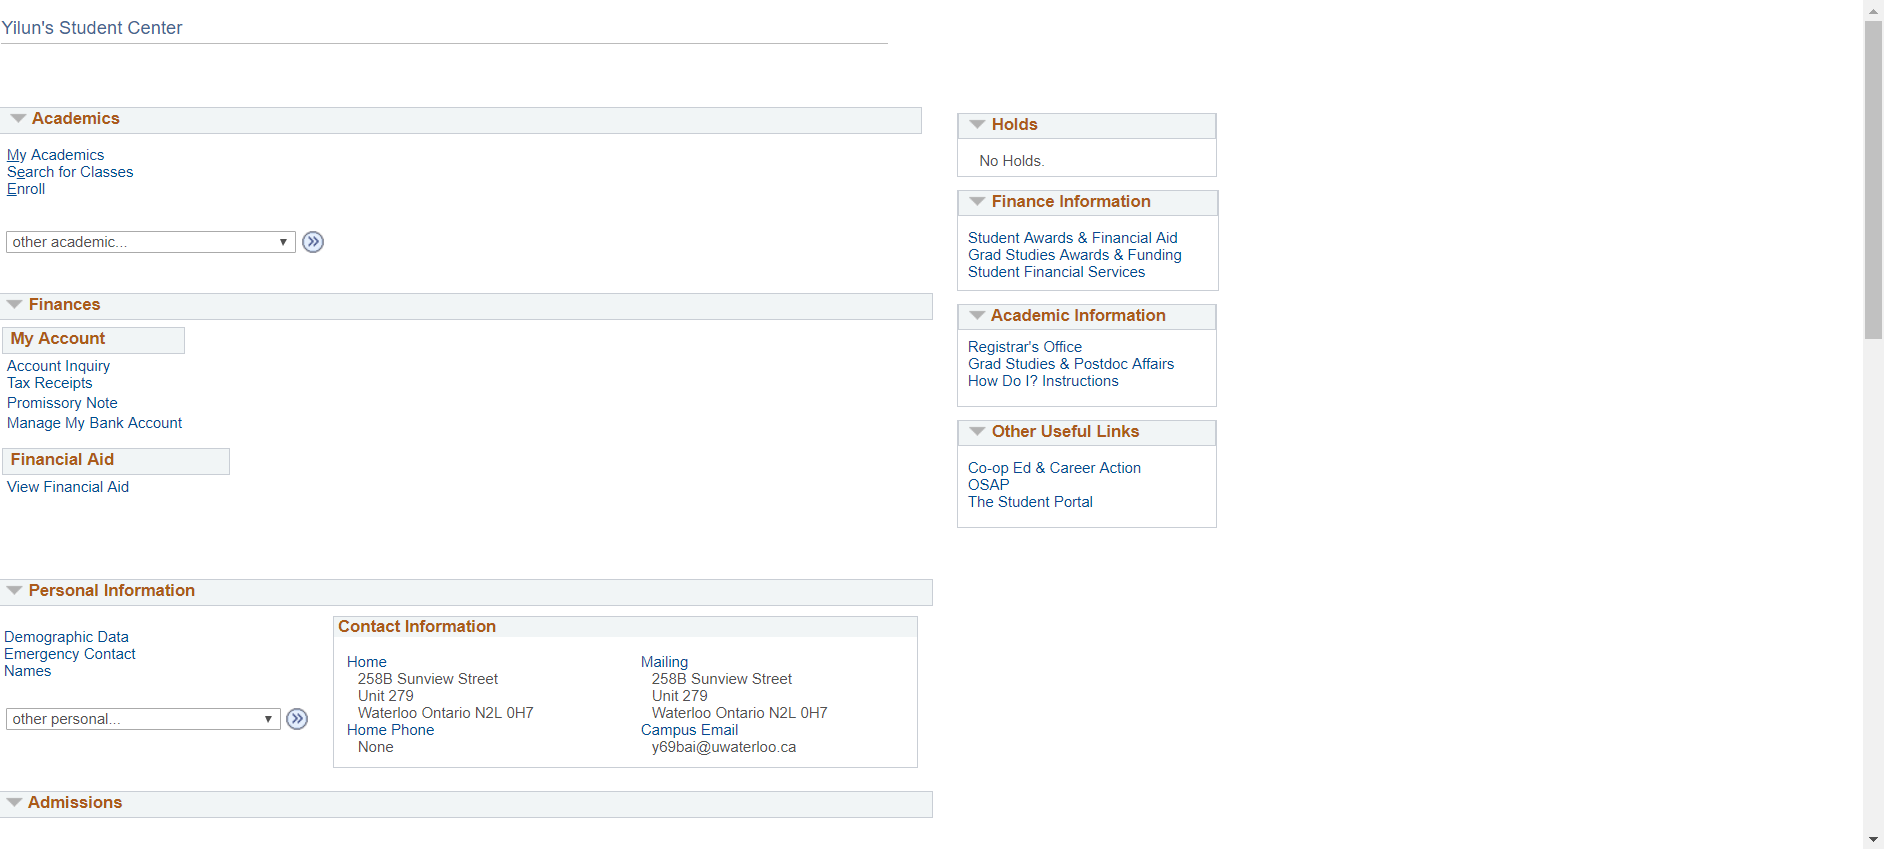 Yilun's Student Center
Academics
My Academics
Search for Classes
Enroll
other academic...
Finances
My Account
Account Inquiry
Tax Receipts
Promissory Note
Manage My Bank Account
Financial Aid
View Financial Aid
Personal Information
Demographic Data
Emergency Contact
Names
other personal...
Contact Information
Home
258B Sunview Street
Unit 279
Waterloo Ontario N2L 0H7
Home Phone
None
Mailing
258B Sunview Street
Unit 279
Waterloo Ontario N2L 0H7
Campus Email
y69bai@uwaterloo.ca
Admissions
Holds
No Holds.
Finance Information
Student Awards & Financial Aid
Grad Studies Awards & Funding
Student Financial Services
Academic Information
Registrar's Office
Grad Studies & Postdoc Affairs
How Do I? Instructions
Other Useful Links
Co-op Ed & Career Action
OSAP
The Student Portal